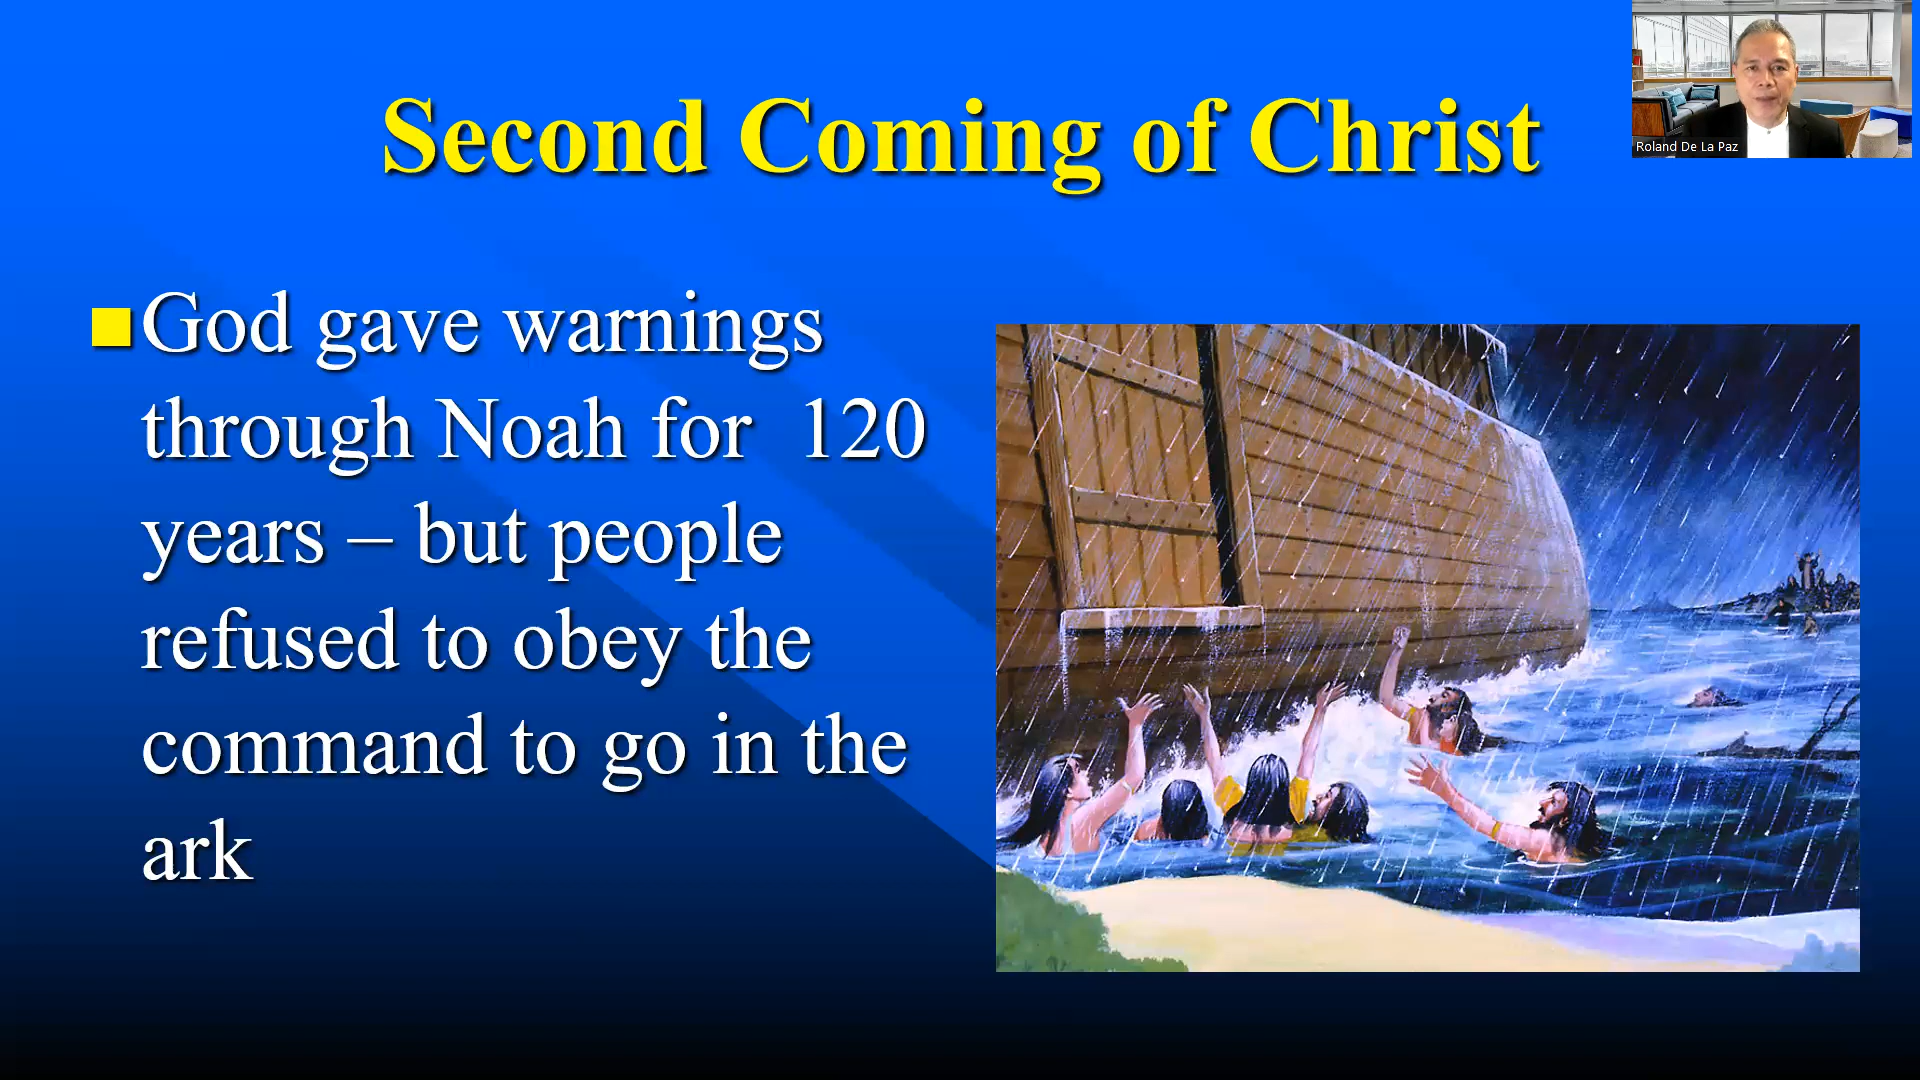 Second Coming of Christ
Roland De La Paz
God gave warnings
through Noah for  120
years – but people
refused to obey the
command to go in the
ark